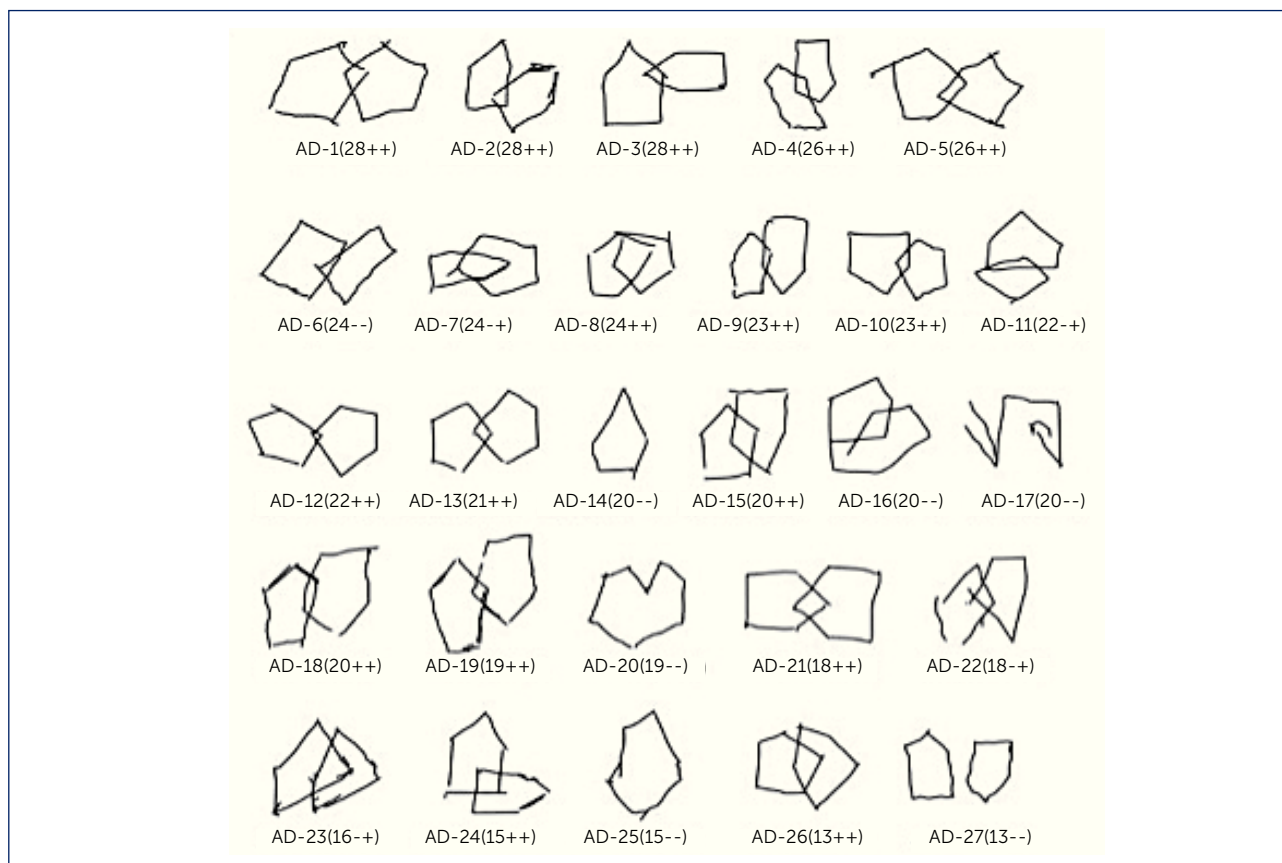 AD-1(28++) AD-2(28++) AD-3(28++) AD-4(26++) AD-5(26++)
AD-6(24--) AD-7(24-+) AD-8(24++) AD-9(23++) AD-10(23++) AD-11(22-+)
AD-12(22++) AD-13(21++) AD-14(20--) AD-15(20++) AD-16(20--) AD-17(20--)
AD-18(20++) AD-19(19++) AD-20(19--) AD-21(18++) AD-22(18-+)
AD-23(16-+) AD-24(15++) AD-25(15--) AD-26(13++) AD-27(13--)